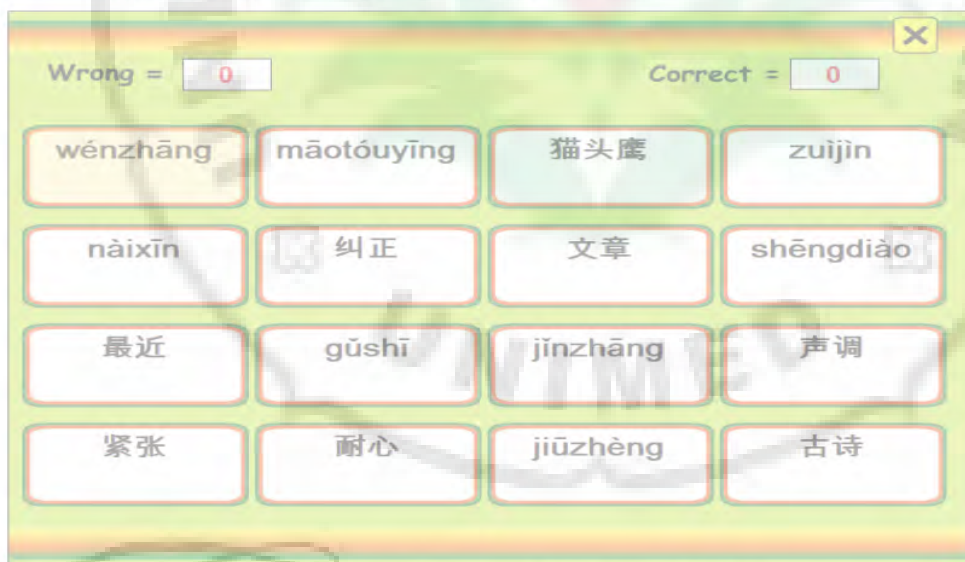 Wrong = 0 Correct = 0
wénzhāng māotóuyīng 猫头鹰 zuìjìn
nàixīn 纠正 文章 shēngdiào
最近 gǔshī jǐnzhāng 声调
紧张 耐心 jiūzhèng 古诗
UNIMED